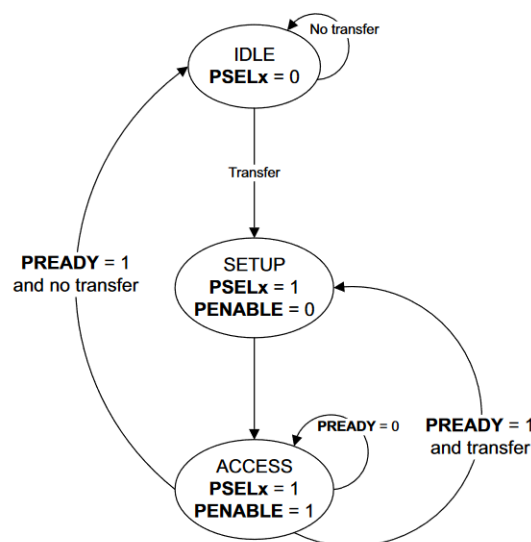 No transfer
IDLE
PSELx = 0
Transfer
PREADY = 1
and no transfer
SETUP
PSELx = 1
PENABLE = 0
PREADY = 0
PREADY = 1
and transfer
ACCESS
PSELx = 1
PENABLE = 1